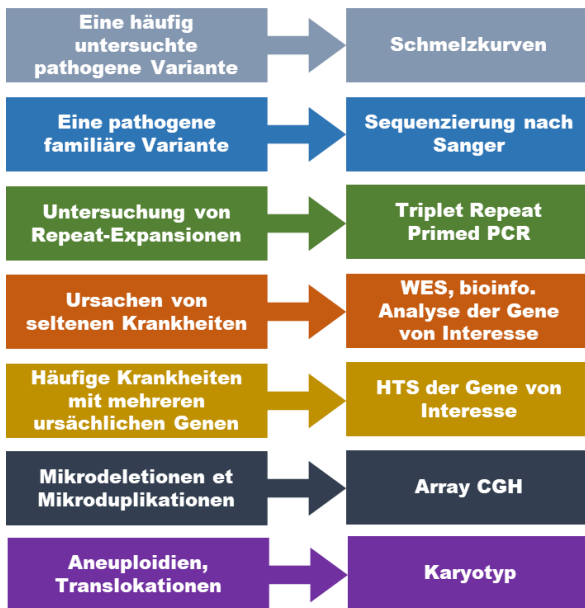 Eine häufig
untersuchte
pathogene Variante
Schmelzkurven
Eine pathogene
familiäre Variante
Sequenzierung nach
Sanger
Untersuchung von
Repeat-Expansionen
Triplet Repeat
Primed PCR
Ursachen von
seltenen Krankheiten
WES, bioinfo.
Analyse der Gene
von Interesse
Häufige Krankheiten
mit mehreren
ursächlichen Genen
HTS der Gene von
Interesse
Mikrodeletionen et
Mikroduplikationen
Array CGH
Aneuploidien,
Translokationen
Karyotyp